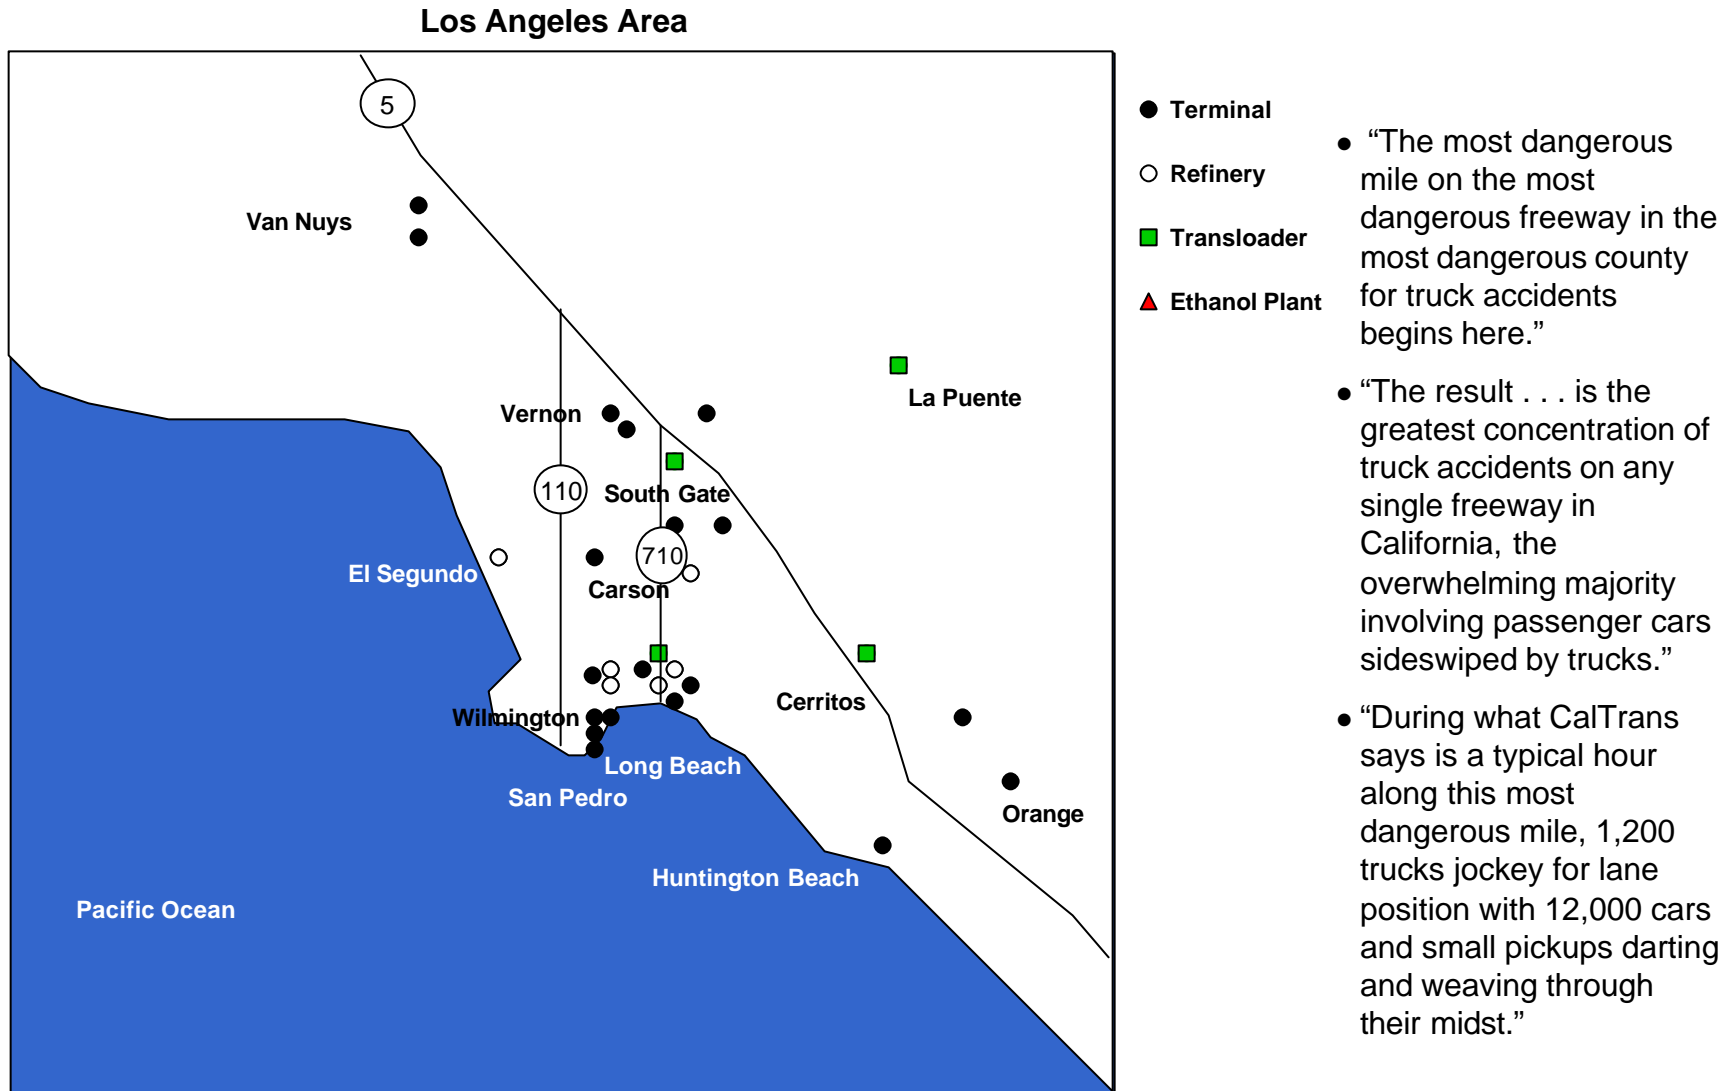 Los Angeles Area
5
Van Nuys
La Puente
Vernon
110
South Gate
710
El Segundo
Carson
Wilmington
Cerritos
Long Beach
San Pedro
Orange
Huntington Beach
Pacific Ocean
Terminal
Refinery
Transloader
Ethanol Plant
● “The most dangerous
mile on the most
dangerous freeway in the
most dangerous county
for truck accidents
begins here.”
● “The result . . . is the
greatest concentration of
truck accidents on any
single freeway in
California, the
overwhelming majority
involving passenger cars
sideswiped by trucks.”
● “During what CalTrans
says is a typical hour
along this most
dangerous mile, 1,200
trucks jockey for lane
position with 12,000 cars
and small pickups darting
and weaving through
their midst.”